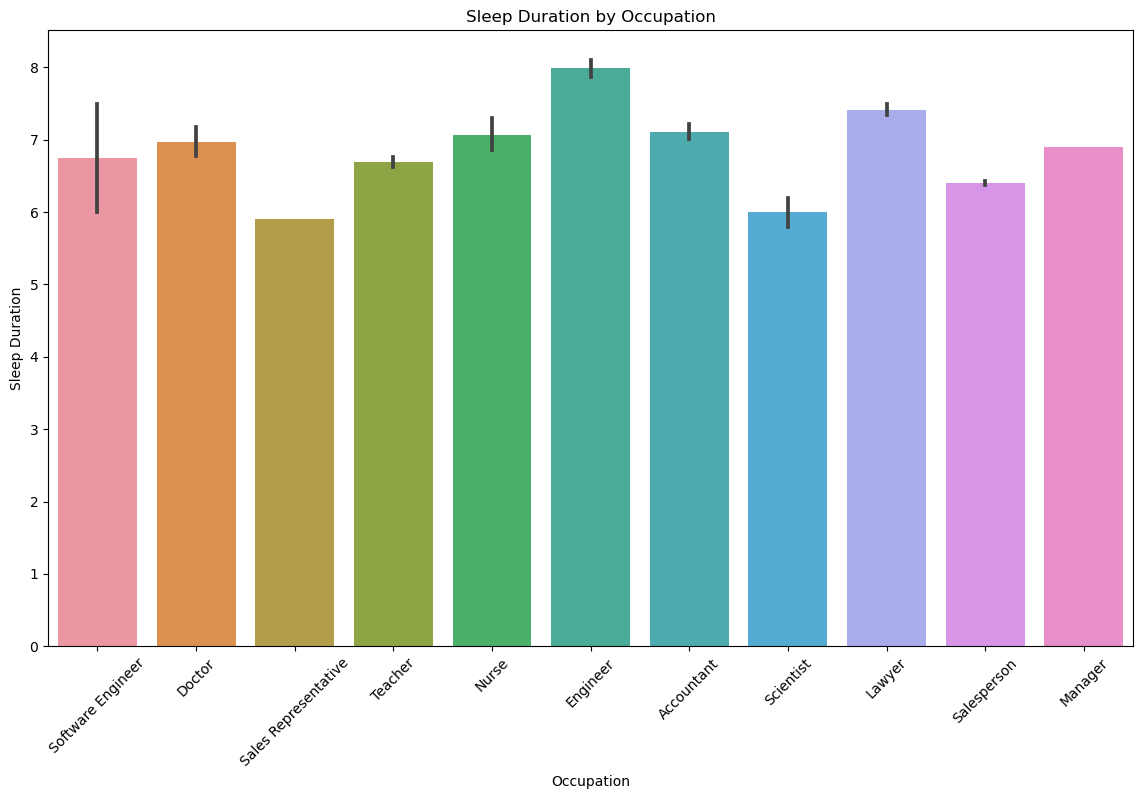 Sleep Duration by Occupation
Sleep Duration
8
7
6
5
4
3
2
1
0
Software Engineer
Doctor
Sales Representative
Teacher
Nurse
Engineer
Accountant
Scientist
Lawyer
Salesperson
Manager
Occupation